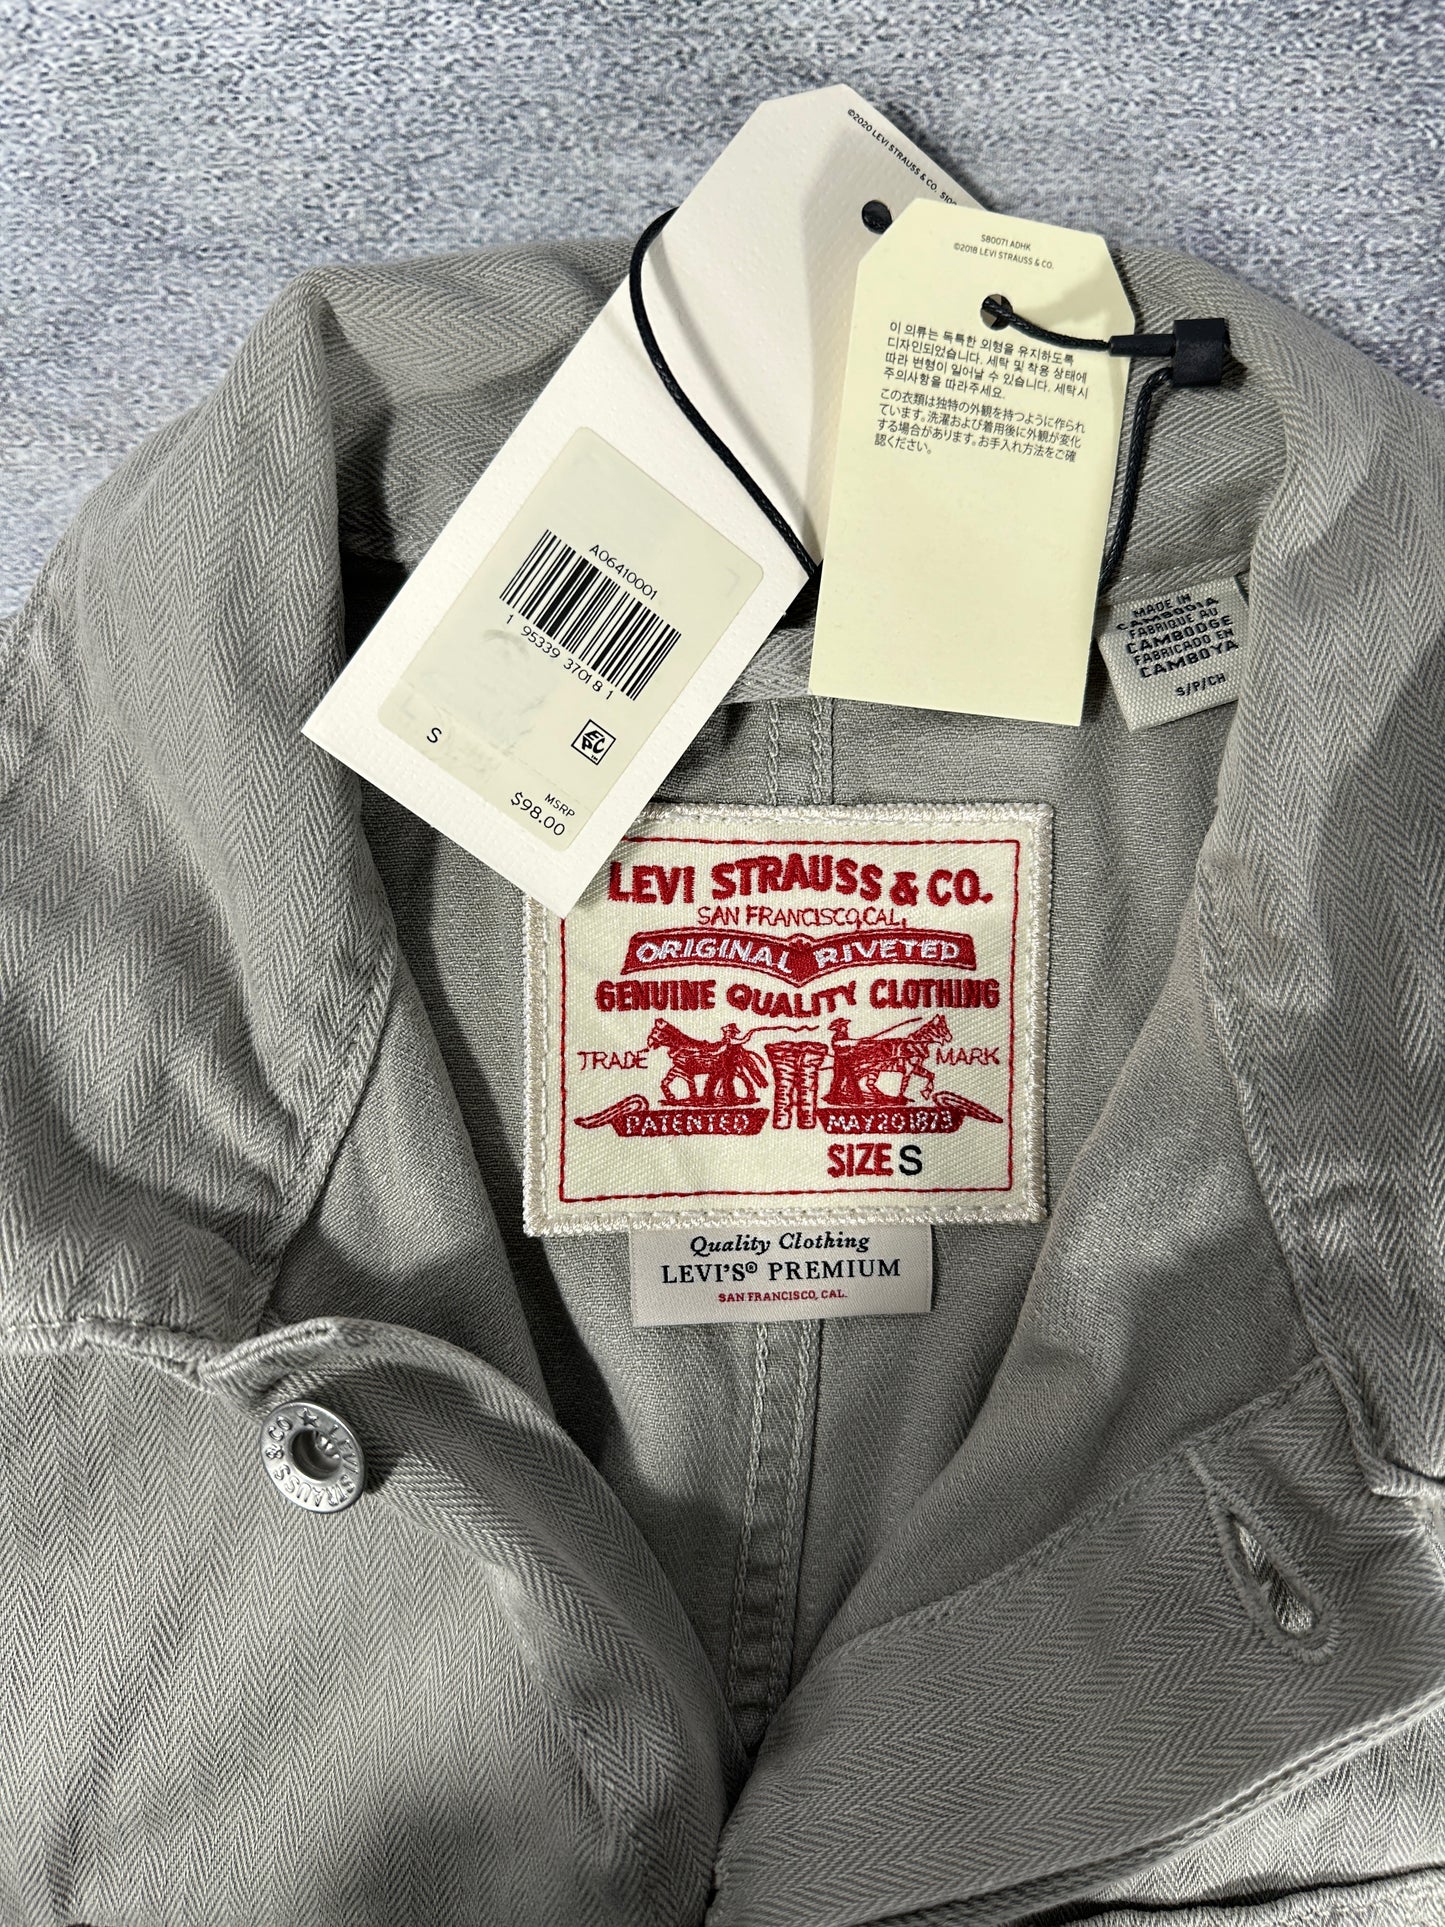 ©2020 LEVI STRAUSS & CO.
S80071 ADHK
©2018 LEVI STRAUSS & CO.
이 의류는 독특한 외형을 유지하도록
디자인되었습니다. 세탁 및 착용 상태에
따라 변형이 일어날 수 있습니다. 세탁시
주의사항을 따라주세요.
この衣類は独特の外観を持つように作られ
ています。洗濯および着用後に外観が変化
する場合があります。お手入れ方法をご確
認ください。
A06410001
1 95339 37018 1
S
MSRP
$98.00
MADE IN
CAMBODIA
FABRIQUE AU
CAMBODGE
FABRICADO EN
CAMBOYA
S/P/CH
LEVI STRAUSS & CO.
SAN FRANCISCO, CAL.
ORIGINAL RIVETED
GENUINE QUALITY CLOTHING
TRADE MARK
PATENTED MAY 20 1873
SIZE S
Quality Clothing
LEVI'S® PREMIUM
SAN FRANCISCO, CAL.
LEVI STRAUSS & CO